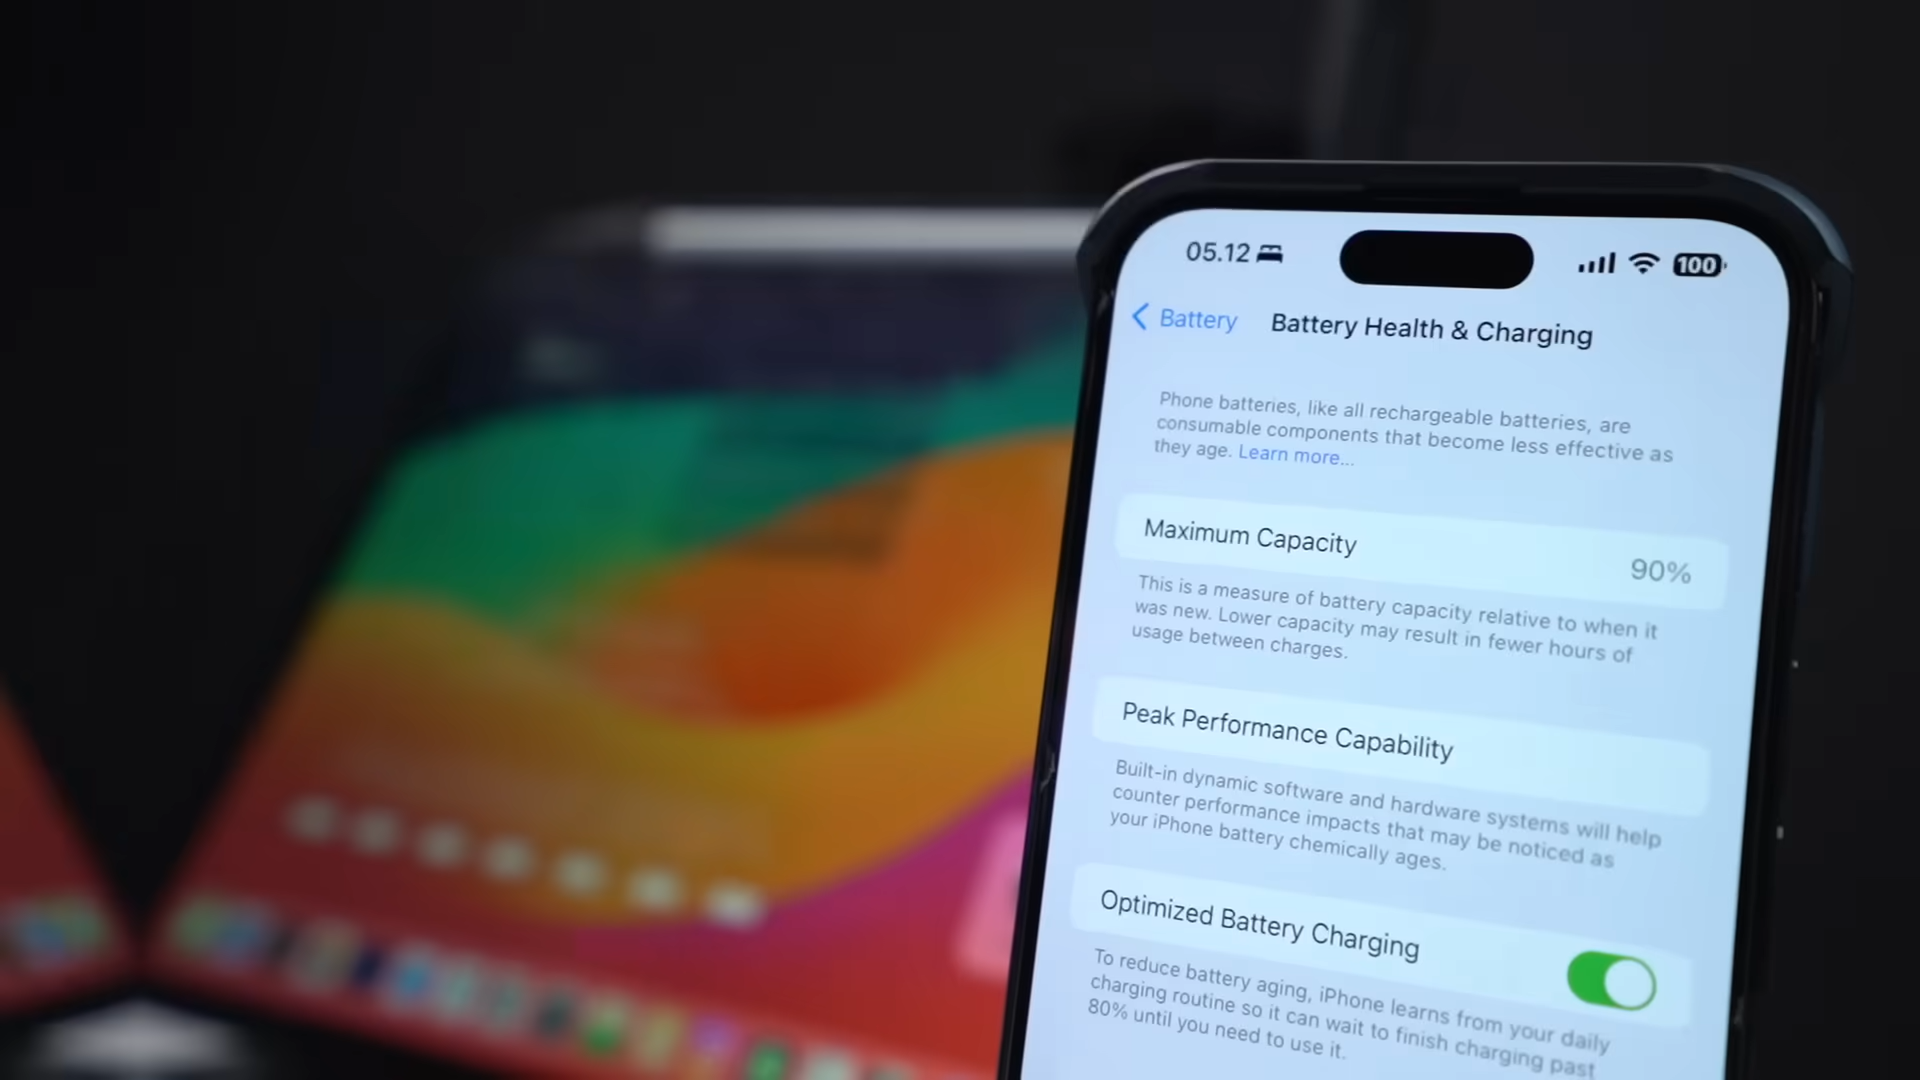 05.12
100
Battery
Battery Health & Charging
Phone batteries, like all rechargeable batteries, are
consumable components that become less effective as
they age. Learn more...
Maximum Capacity
90%
This is a measure of battery capacity relative to when it
was new. Lower capacity may result in fewer hours of
usage between charges.
Peak Performance Capability
Built-in dynamic software and hardware systems will help
counter performance impacts that may be noticed as
your iPhone battery chemically ages.
Optimized Battery Charging
To reduce battery aging, iPhone learns from your daily
charging routine so it can wait to finish charging past
80% until you need to use it.